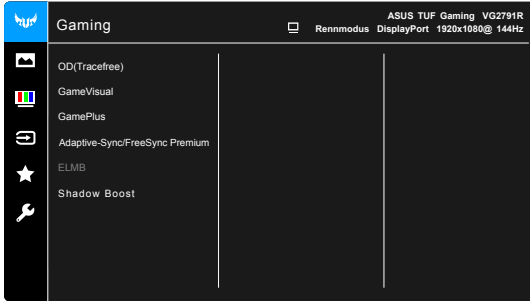 Gaming
ASUS TUF Gaming VG2791R
Rennmodus DisplayPort 1920x1080@ 144Hz
OD(Tracefree)
GameVisual
GamePlus
Adaptive-Sync/FreeSync Premium
ELMB
Shadow Boost